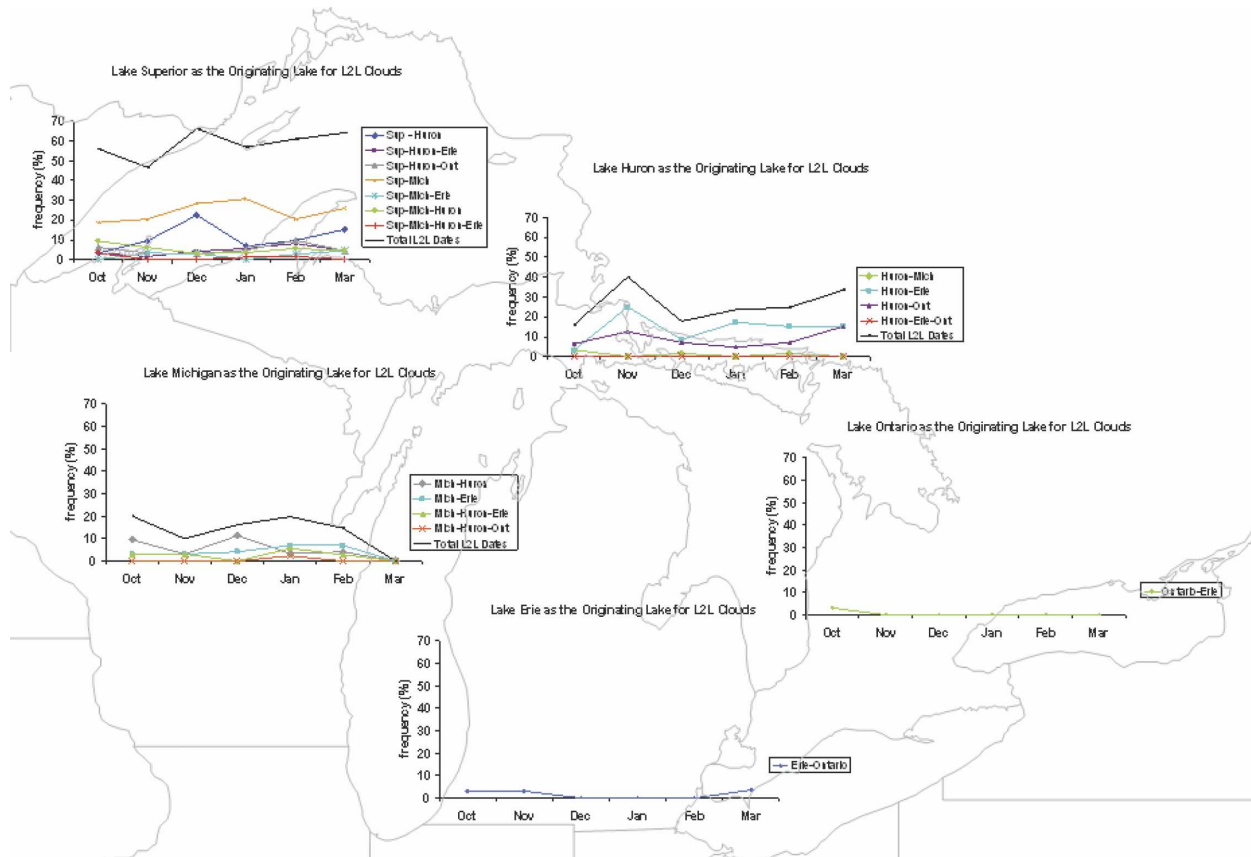 Lake Superior as the Originating Lake for L2L Clouds
frequency (%)
70
60
50
40
30
20
10
0
Oct Nov Dec Jan Feb Mar
Sup-Huron
Sup-Huron-Erie
Sup-Huron-Ont
Sup-Mich
Sup-Mich-Erie
Sup-Mich-Huron
Sup-Mich-Huron-Erie
Total L2L Dates
Lake Huron as the Originating Lake for L2L Clouds
frequency (%)
70
60
50
40
30
20
10
0
Oct Nov Dec Jan Feb Mar
Huron-Mich
Huron-Erie
Huron-Ont
Huron-Erie-Ont
Total L2L Dates
Lake Michigan as the Originating Lake for L2L Clouds
frequency (%)
70
60
50
40
30
20
10
0
Oct Nov Dec Jan Feb Mar
Mich-Huron
Mich-Erie
Mich-Huron-Erie
Mich-Huron-Ont
Total L2L Dates
Lake Ontario as the Originating Lake for L2L Clouds
frequency (%)
70
60
50
40
30
20
10
0
Oct Nov Dec Jan Feb Mar
Lake Erie as the Originating Lake for L2L Clouds
frequency (%)
70
60
50
40
30
20
10
0
Oct Nov Dec Jan Feb Mar
Erie-Ontario